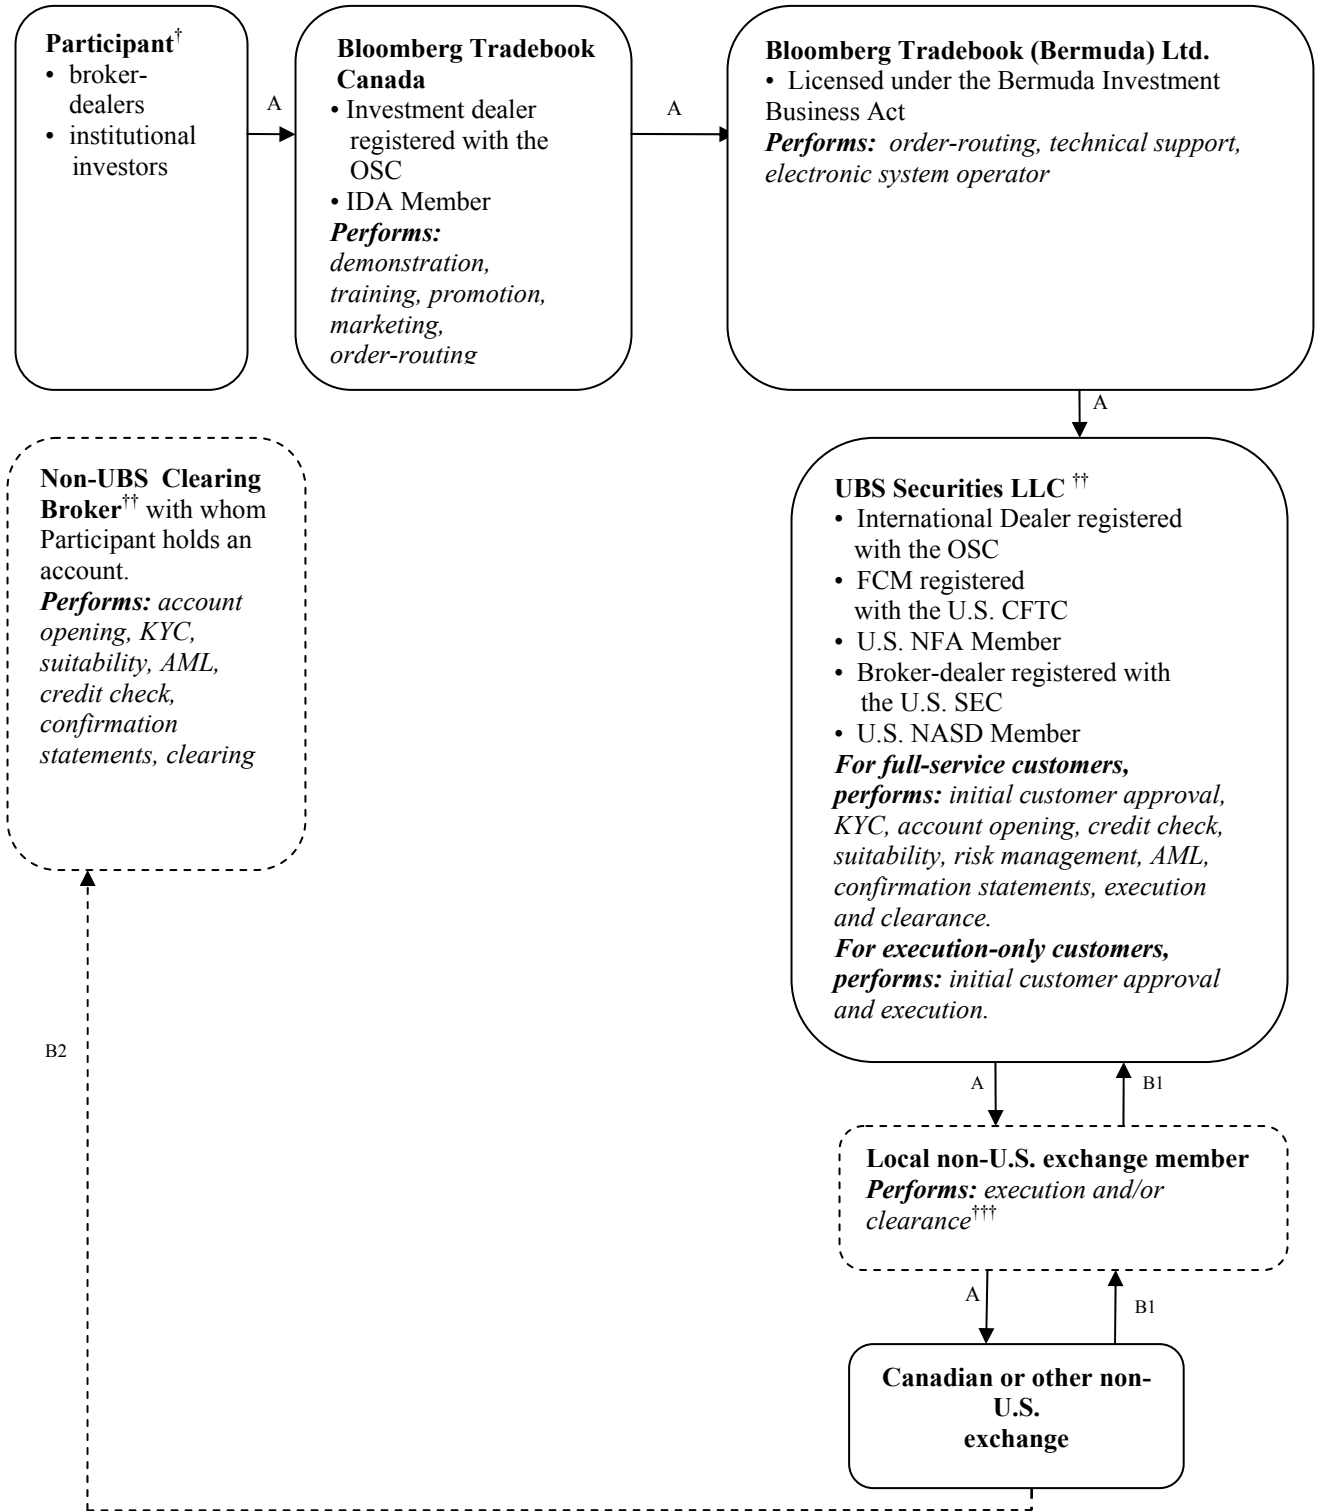 Participant†
• broker-
dealers
• institutional
investors
A
Bloomberg Tradebook
Canada
• Investment dealer
registered with the
OSC
• IDA Member
Performs:
demonstration,
training, promotion,
marketing,
order-routing
A
Bloomberg Tradebook (Bermuda) Ltd.
• Licensed under the Bermuda Investment
Business Act
Performs: order-routing, technical support,
electronic system operator
A
Non-UBS Clearing
Broker†† with whom
Participant holds an
account.
Performs: account
opening, KYC,
suitability, AML,
credit check,
confirmation
statements, clearing
UBS Securities LLC ††
• International Dealer registered
with the OSC
• FCM registered
with the U.S. CFTC
• U.S. NFA Member
• Broker-dealer registered with
the U.S. SEC
• U.S. NASD Member
For full-service customers,
performs: initial customer approval,
KYC, account opening, credit check,
suitability, risk management, AML,
confirmation statements, execution
and clearance.
For execution-only customers,
performs: initial customer approval
and execution.
B2
A
B1
Local non-U.S. exchange member
Performs: execution and/or
clearance†††
A
B1
Canadian or other non-
U.S.
exchange